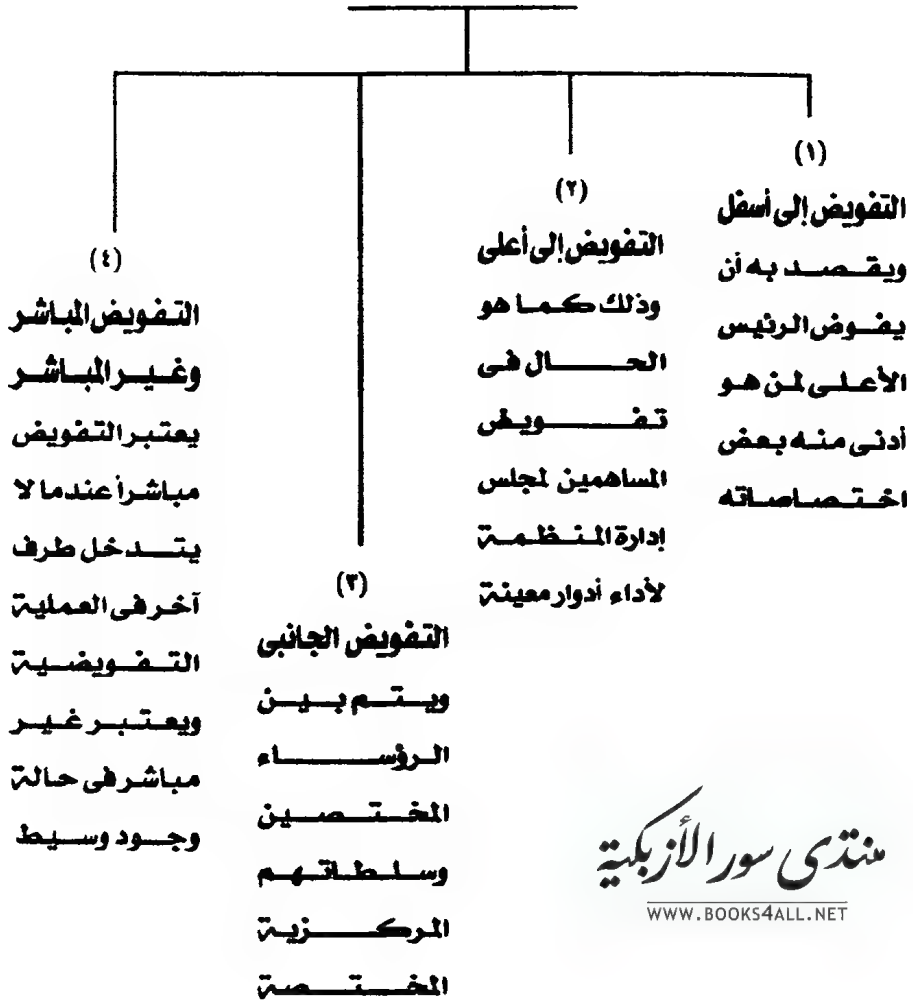 (١)
التفويض إلى أسفل
ويقصد به أن
يفوض الرئيس
الأعلى لمن هو
أدنى منه بعض
اختصاصاته
(٢)
التفويض إلى أعلى
وذلك كما هو
الحال فى
تفويض
المساهمين لمجلس
إدارة المنظمة
لأداء أدوار معينة
(٣)
التفويض الجانبى
ويتم بين
الرؤساء
المختصين
وسلطاتهم
المركزية
المختصة
(٤)
التفويض المباشر
وغير المباشر
يعتبر التفويض
مباشراً عندما لا
يتدخل طرف
آخر فى العملية
التفويضية
ويعتبر غير
مباشر فى حالة
وجود وسيط
منتدى سور الأزبكية
WWW.BOOKS4ALL.NET